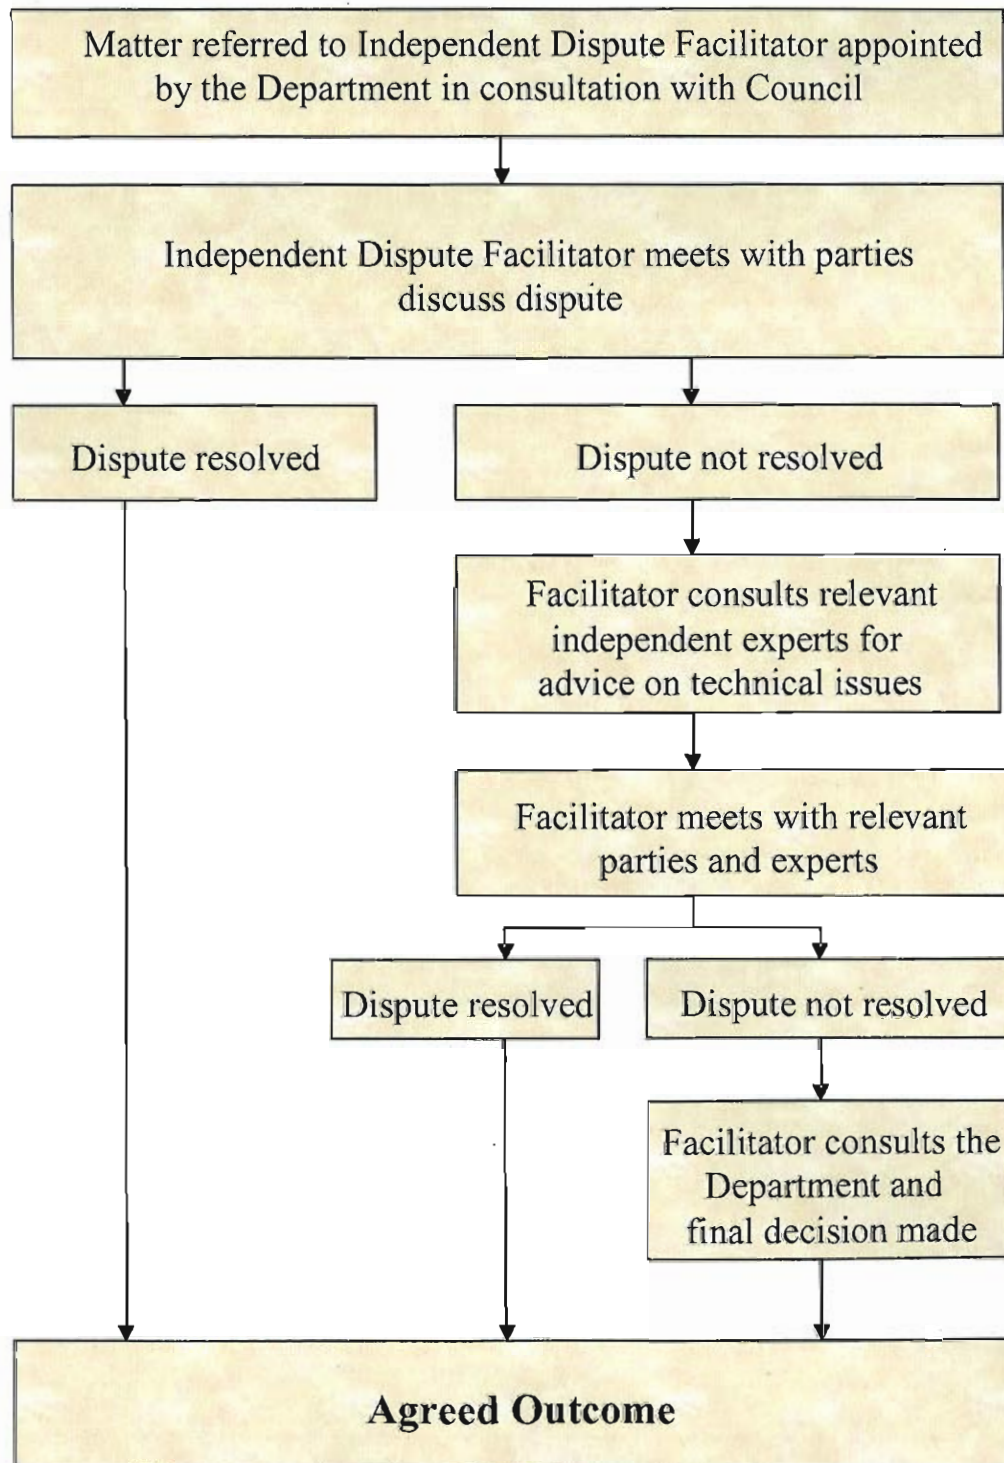 Matter referred to Independent Dispute Facilitator appointed
by the Department in consultation with Council
Independent Dispute Facilitator meets with parties
discuss dispute
Dispute resolved
Dispute not resolved
Facilitator consults relevant
independent experts for
advice on technical issues
Facilitator meets with relevant
parties and experts
Dispute resolved
Dispute not resolved
Facilitator consults the
Department and
final decision made
Agreed Outcome